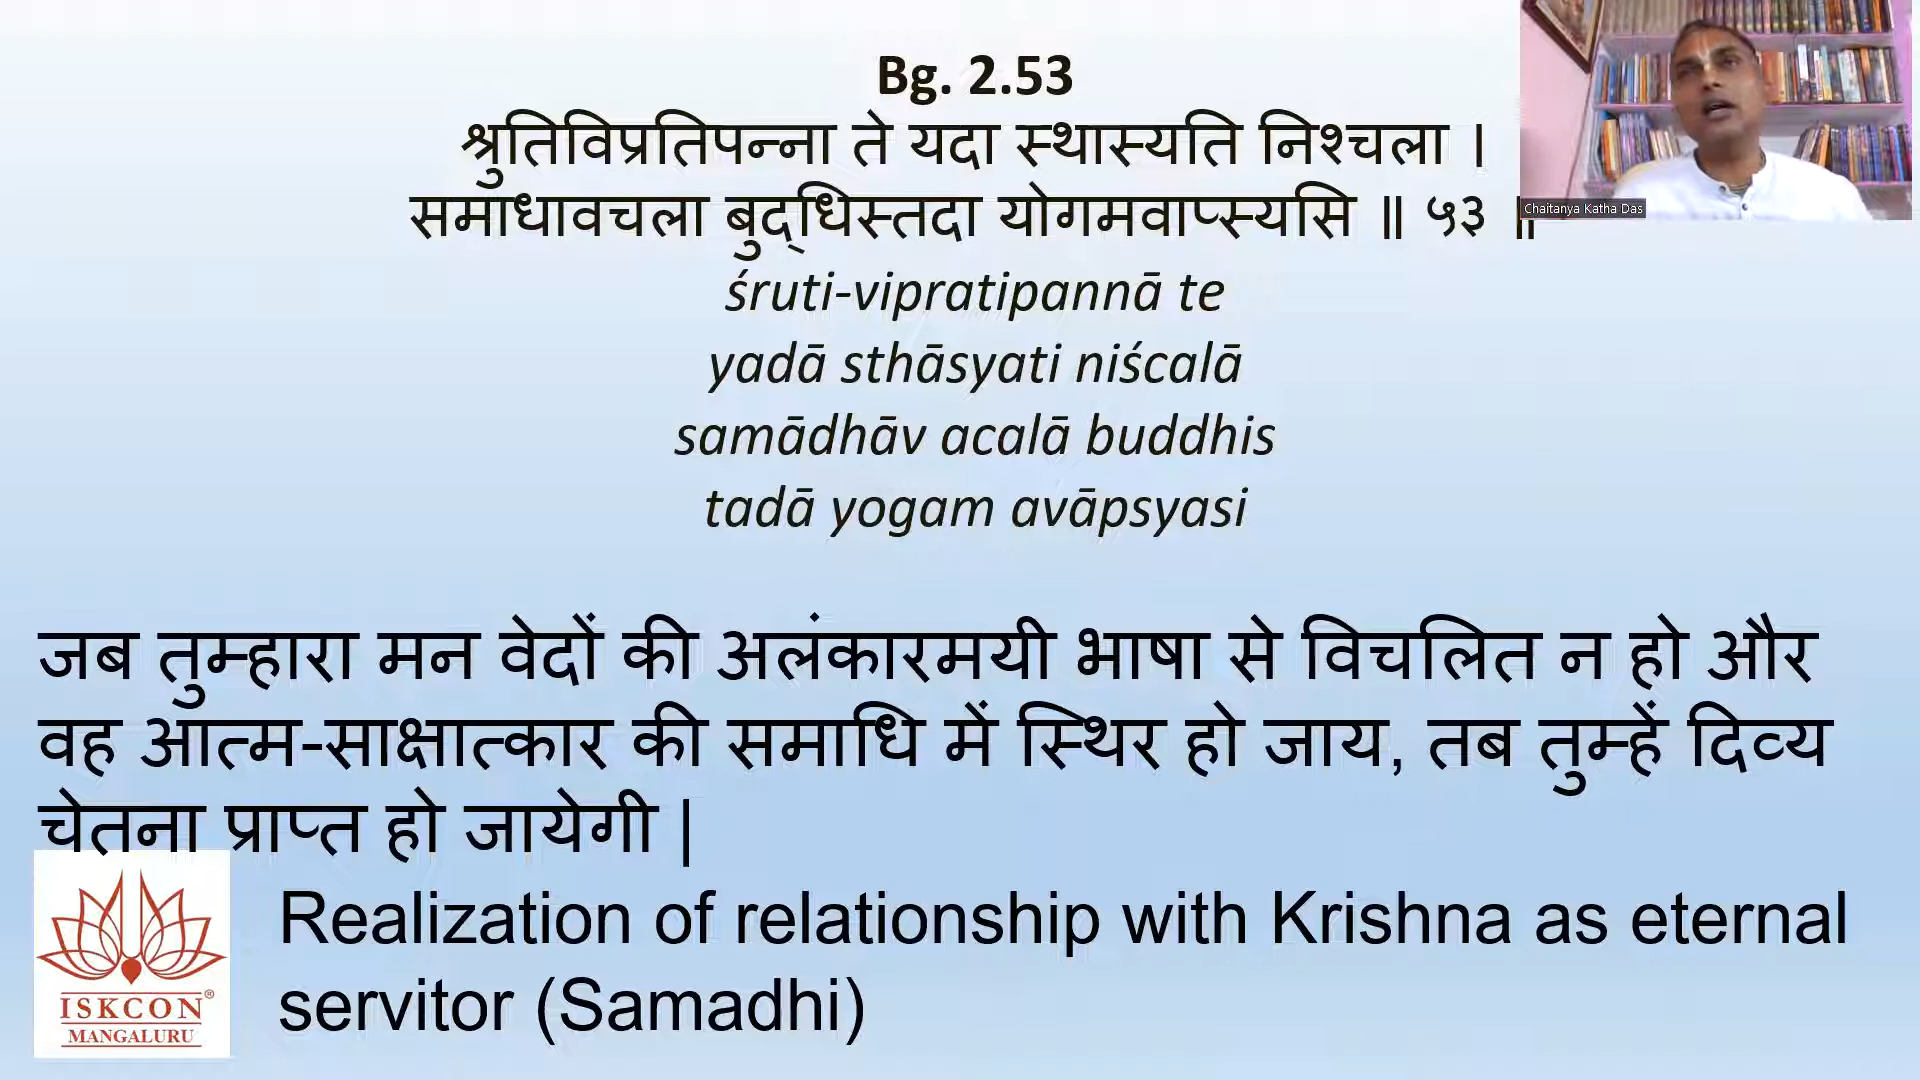 Bg. 2.53
श्रुतिविप्रतिपन्ना ते यदा स्थास्यति निश्चला |
समाधावचला बुद्धिस्तदा योगमवाप्स्यसि ॥ ५३ ॥
Chaitanya Katha Das
śruti-vipratipannā te
yadā sthāsyati niścalā
samādhāv acalā buddhis
tadā yogam avāpsyasi
जब तुम्हारा मन वेदों की अलंकारमयी भाषा से विचलित न हो और
वह आत्म-साक्षात्कार की समाधि में स्थिर हो जाय, तब तुम्हें दिव्य
चेतना प्राप्त हो जायेगी |
ISKCON®
MANGALURU
Realization of relationship with Krishna as eternal
servitor (Samadhi)